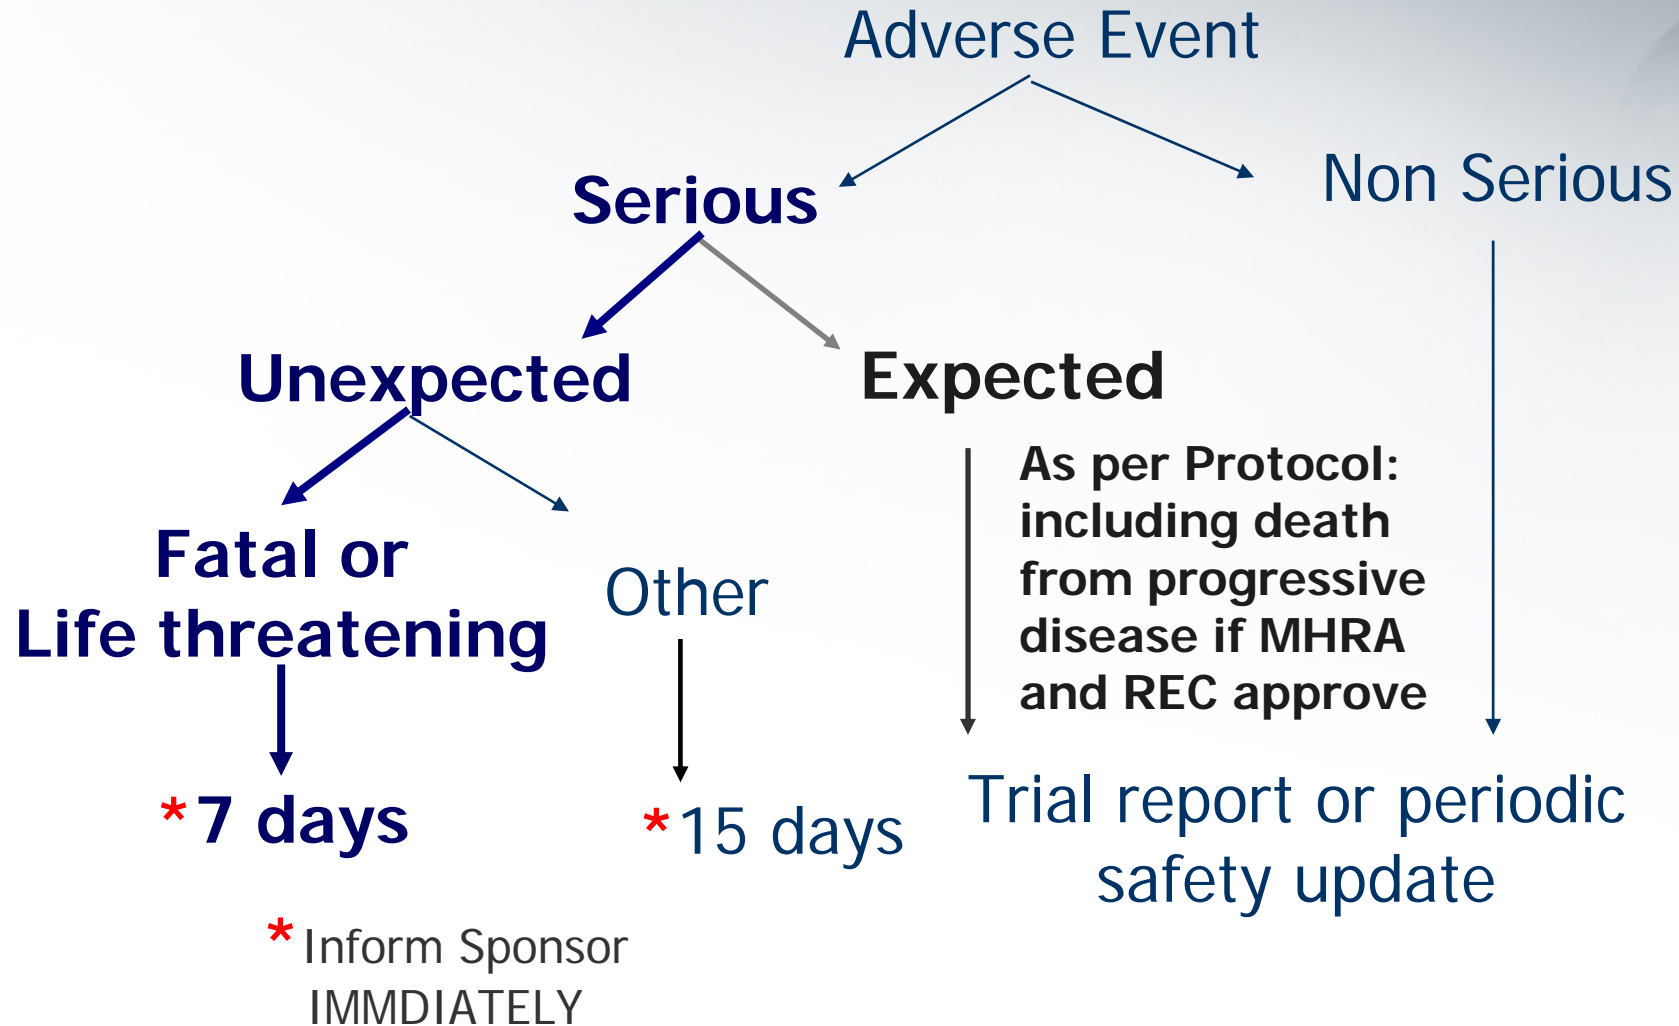 Adverse Event
Serious
Non Serious
Unexpected
Expected
As per Protocol:
including death
from progressive
disease if MHRA
and REC approve
Fatal or
Life threatening
Other
*7 days
*15 days
Trial report or periodic
safety update
*Inform Sponsor
IMMDIATELY